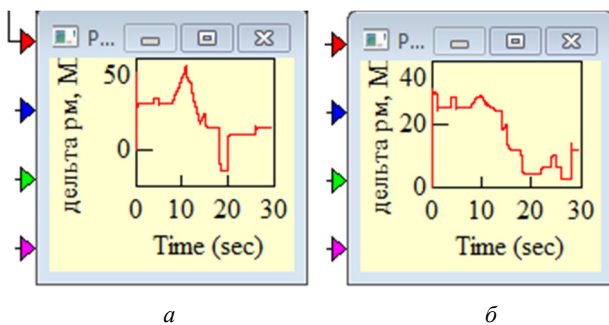 P...
дельта рм, М
50
0
0 10 20 30
Time (sec)
а
P...
дельта рм, М
40
20
0
0 10 20 30
Time (sec)
б